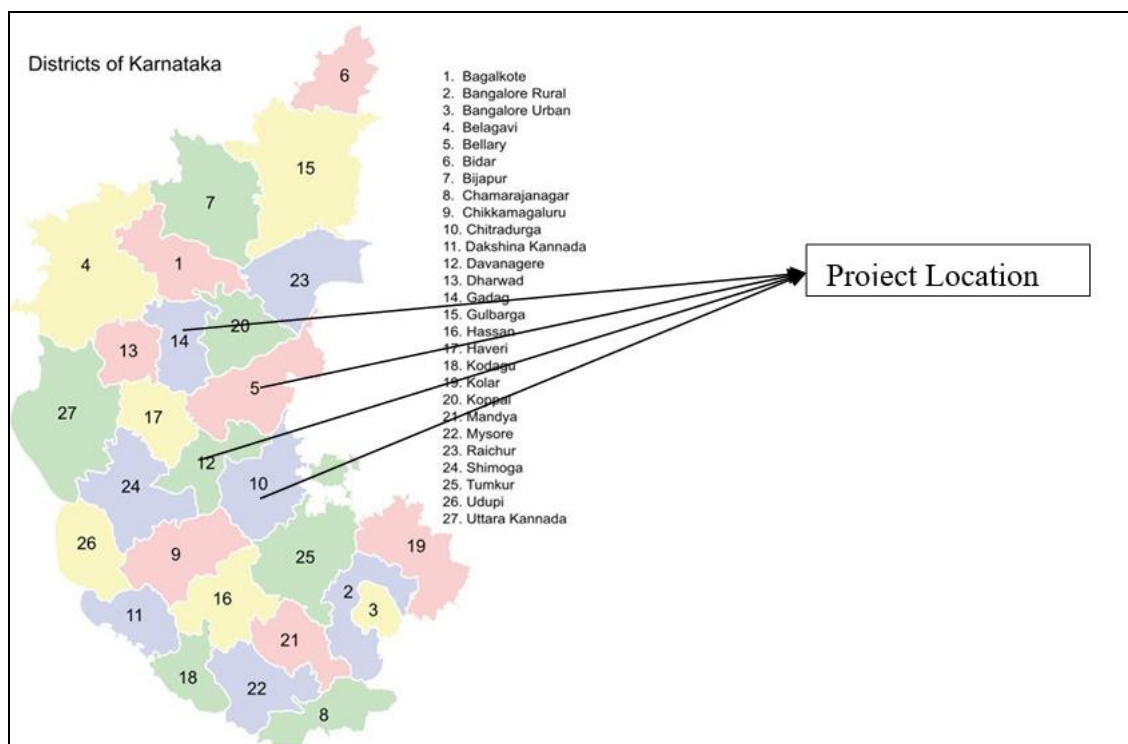 Districts of Karnataka
1. Bagalkote
2. Bangalore Rural
3. Bangalore Urban
4. Belagavi
5. Bellary
6. Bidar
7. Bijapur
8. Chamarajanagar
9. Chikkamagaluru
10. Chitradurga
11. Dakshina Kannada
12. Davanagere
13. Dharwad
14. Gadag
15. Gulbarga
16. Hassan
17. Haveri
18. Kodagu
19. Kolar
20. Koppal
21. Mandya
22. Mysore
23. Raichur
24. Shimoga
25. Tumkur
26. Udupi
27. Uttara Kannada
Project Location
6
15
7
4
1
23
20
14
13
5
27
17
12
10
24
26
9
25
19
2
16
3
11
21
18
22
8